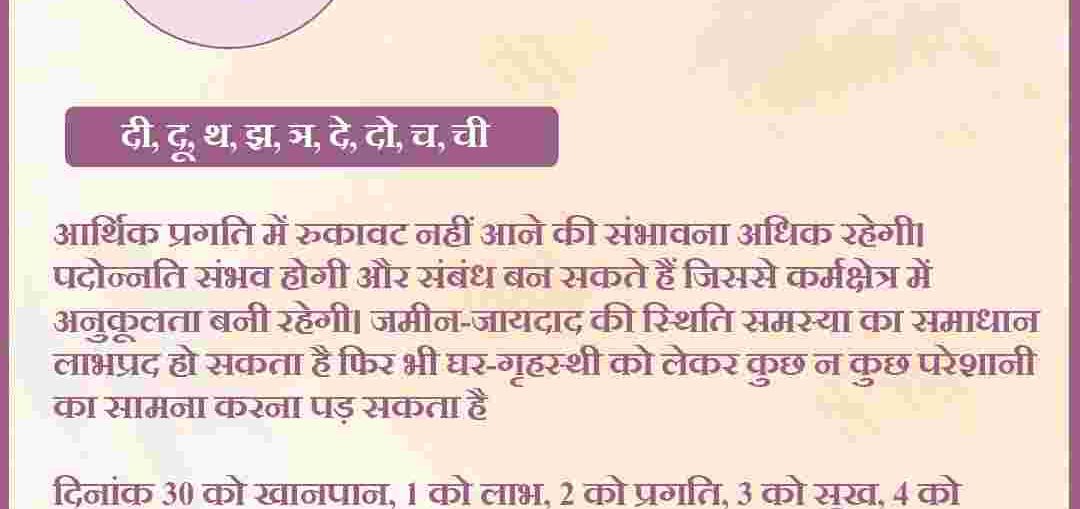 दी, दू, थ, झ, ञ, दे, दो, च, ची
आर्थिक प्रगति में रुकावट नहीं आने की संभावना अधिक रहेगी।
पदोन्नति संभव होगी और संबंध बन सकते हैं जिससे कर्मक्षेत्र में
अनुकूलता बनी रहेगी। जमीन-जायदाद की स्थिति समस्या का समाधान
लाभप्रद हो सकता है फिर भी घर-गृहस्थी को लेकर कुछ न कुछ परेशानी
का सामना करना पड़ सकता है
दिनांक 30 को खानपान, 1 को लाभ, 2 को प्रगति, 3 को सुख, 4 को